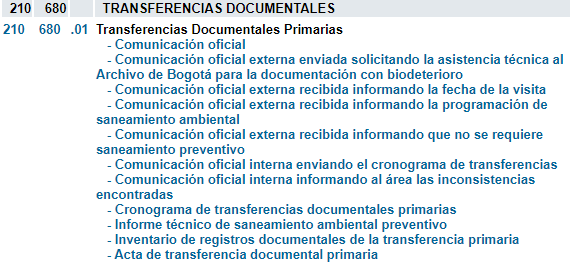 210 680 TRANSFERENCIAS DOCUMENTALES
210 680 .01 Transferencias Documentales Primarias
- Comunicación oficial
- Comunicación oficial externa enviada solicitando la asistencia técnica al
Archivo de Bogotá para la documentación con biodeterioro
- Comunicación oficial externa recibida informando la fecha de la visita
- Comunicación oficial externa recibida informando la programación de
saneamiento ambiental
- Comunicación oficial externa recibida informando que no se requiere
saneamiento preventivo
- Comunicación oficial interna enviando el cronograma de transferencias
- Comunicación oficial interna informando al área las inconsistencias
encontradas
- Cronograma de transferencias documentales primarias
- Informe técnico de saneamiento ambiental preventivo
- Inventario de registros documentales de la transferencia primaria
- Acta de transferencia documental primaria